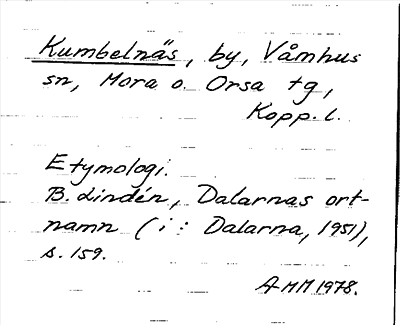 Kumbelnäs, by, Våmhus
sn, Mora o. Orsa tg,
Kopp. l.
Etymologi.
B. Lindén, Dalarnas ort-
namn (i: Dalarna, 1951),
s. 159.
AMM 1978.